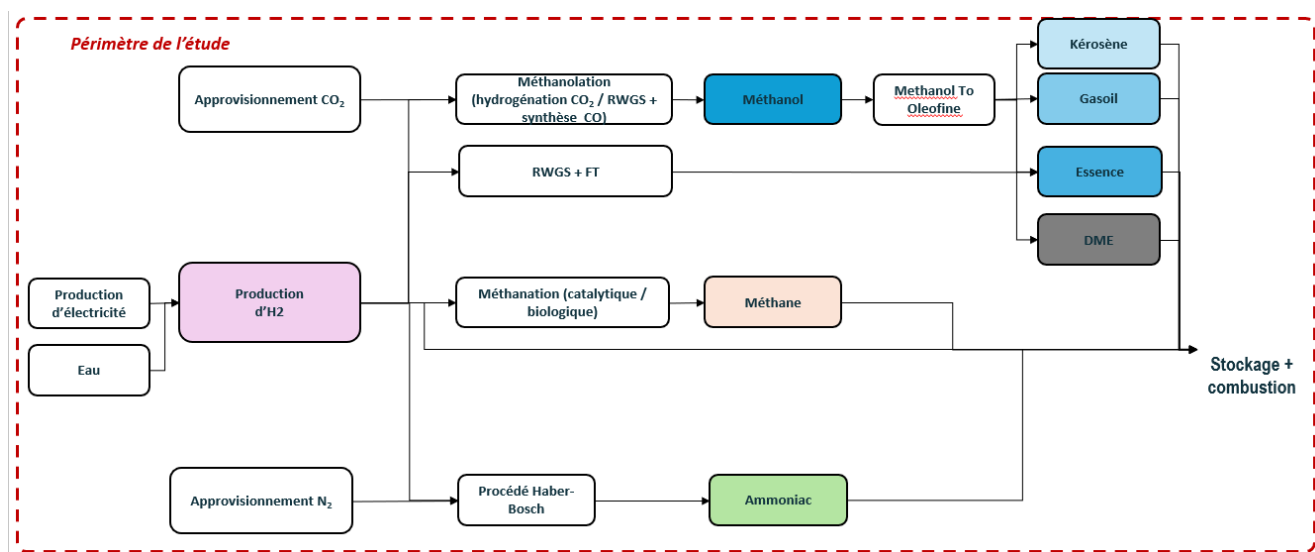 Périmètre de l'étude
Approvisionnement CO₂
Méthanolation
(hydrogénation CO₂ / RWGS +
synthèse CO)
Méthanol
Methanol To
Oleofine
Kérosène
Gasoil
RWGS + FT
Essence
DME
Production
d'électricité
Eau
Production
d'H2
Méthanation (catalytique /
biologique)
Méthane
Stockage +
combustion
Approvisionnement N₂
Procédé Haber-
Bosch
Ammoniac